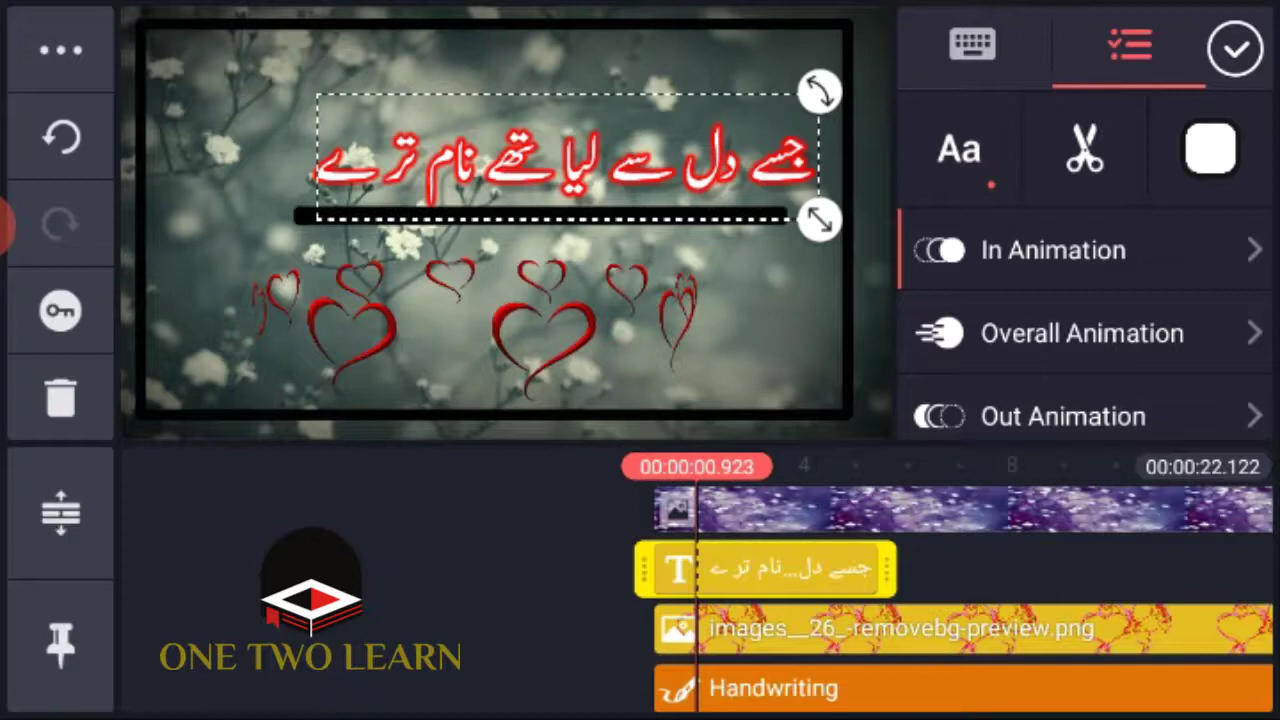 جسے دل سے لیا تھے نام ترے
Aa
In Animation
Overall Animation
Out Animation
00:00:00.923
4
8
00:00:22.122
T
جسے دل...نام ترے
images__26_-removebg-preview.png
Handwriting
ONE TWO LEARN